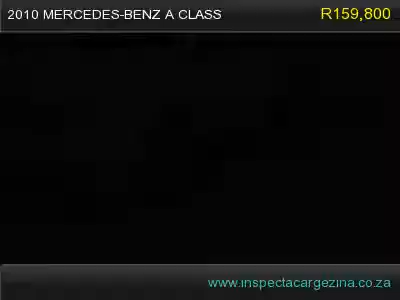 2010 MERCEDES-BENZ A CLASS R159,800
www.inspectacargezina.co.za